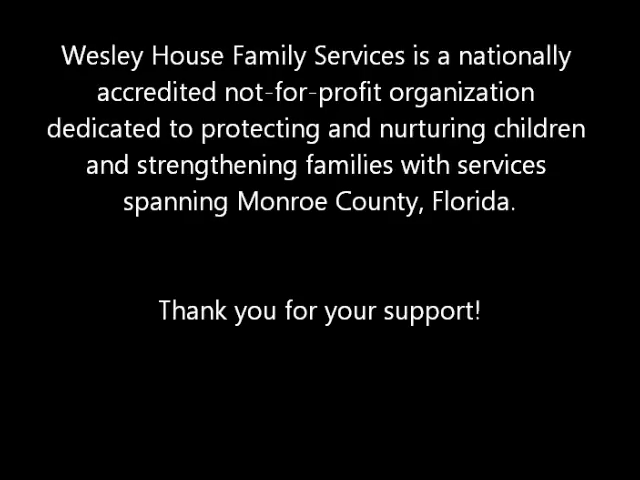 Wesley House Family Services is a nationally
accredited not-for-profit organization
dedicated to protecting and nurturing children
and strengthening families with services
spanning Monroe County, Florida.
Thank you for your support!